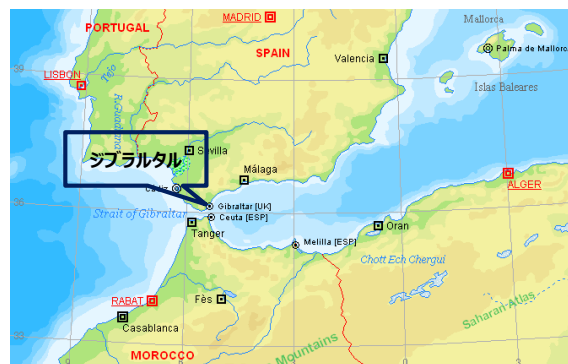 MADRID
Mallorca
PORTUGAL
SPAIN
Palma de Mallorca
Valencia
39
LISBON
Tejo
Islas Baleares
R.Guadiana
Sevilla
ジブラルタル
Málaga
ALGER
Cádiz
Gibraltar [UK]
Strait of Gibraltar
Ceuta [ESP]
Tanger
Oran
Melilla [ESP]
Chott Ech Chergui
RABAT
Fès
Casablanca
Saharan-Atlas
Mountains
MOROCCO